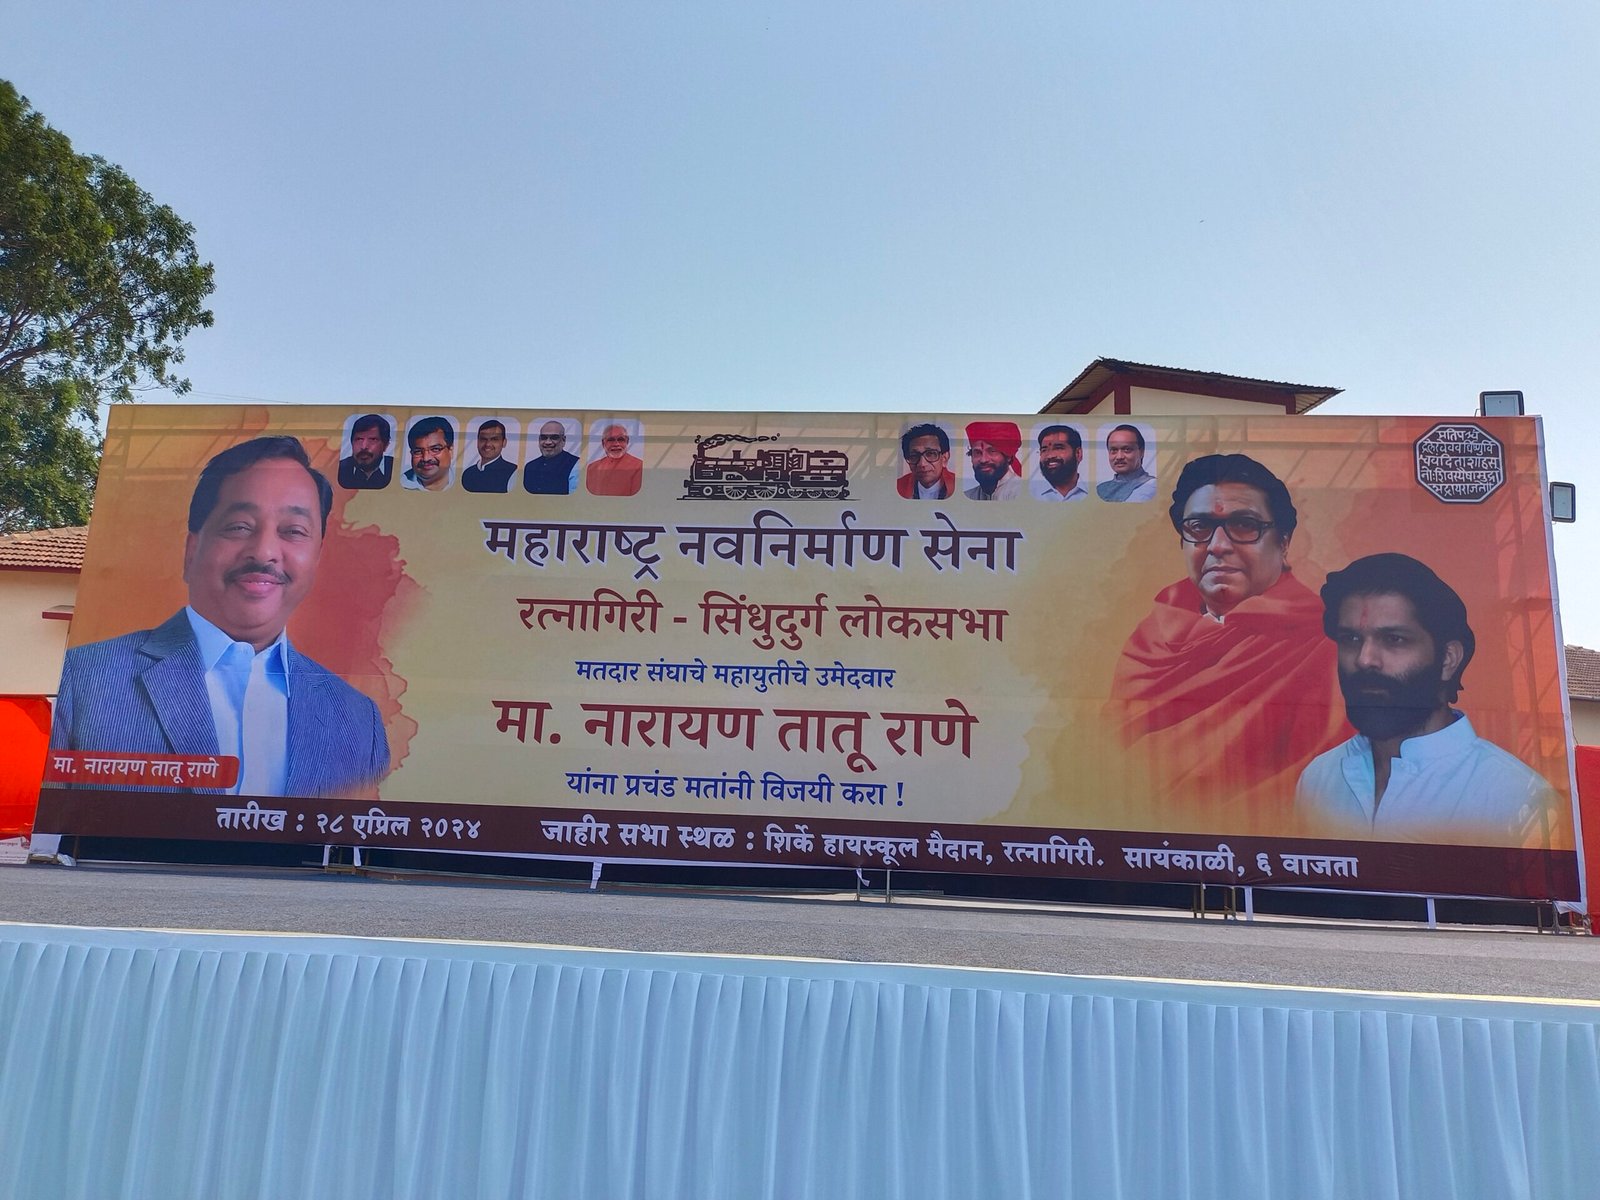 महाराष्ट्र नवनिर्माण सेना
रत्नागिरी - सिंधुदुर्ग लोकसभा
मतदार संघाचे महायुतीचे उमेदवार
मा. नारायण तातू राणे
यांना प्रचंड मतांनी विजयी करा !
मा. नारायण तातू राणे
तारीख : २८ एप्रिल २०२४ जाहीर सभा स्थळ : शिर्के हायस्कूल मैदान, रत्नागिरी. सायंकाळी, ६ वाजता